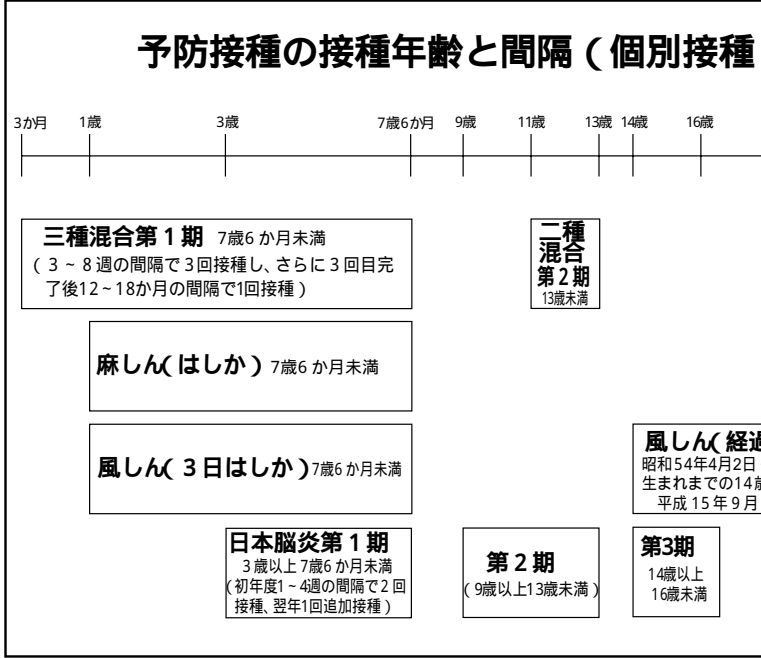 予防接種の接種年齢と間隔（個別接種
3か月 1歳 3歳 7歳6か月 9歳 11歳 13歳 14歳 16歳
三種混合第1期 7歳6か月未満
（3~8週の間隔で3回接種し、さらに3回目完
了後12~18か月の間隔で1回接種）
二種
混合
第2期
13歳未満
麻しん（はしか）7歳6か月未満
風しん（3日はしか）7歳6か月未満
風しん（経過
昭和54年4月2日
生まれまでの14歳
平成15年9月
日本脳炎第1期
3歳以上7歳6か月未満
（初年度1~4週の間隔で2回
接種、翌年1回追加接種）
第2期
（9歳以上13歳未満）
第3期
14歳以上
16歳未満